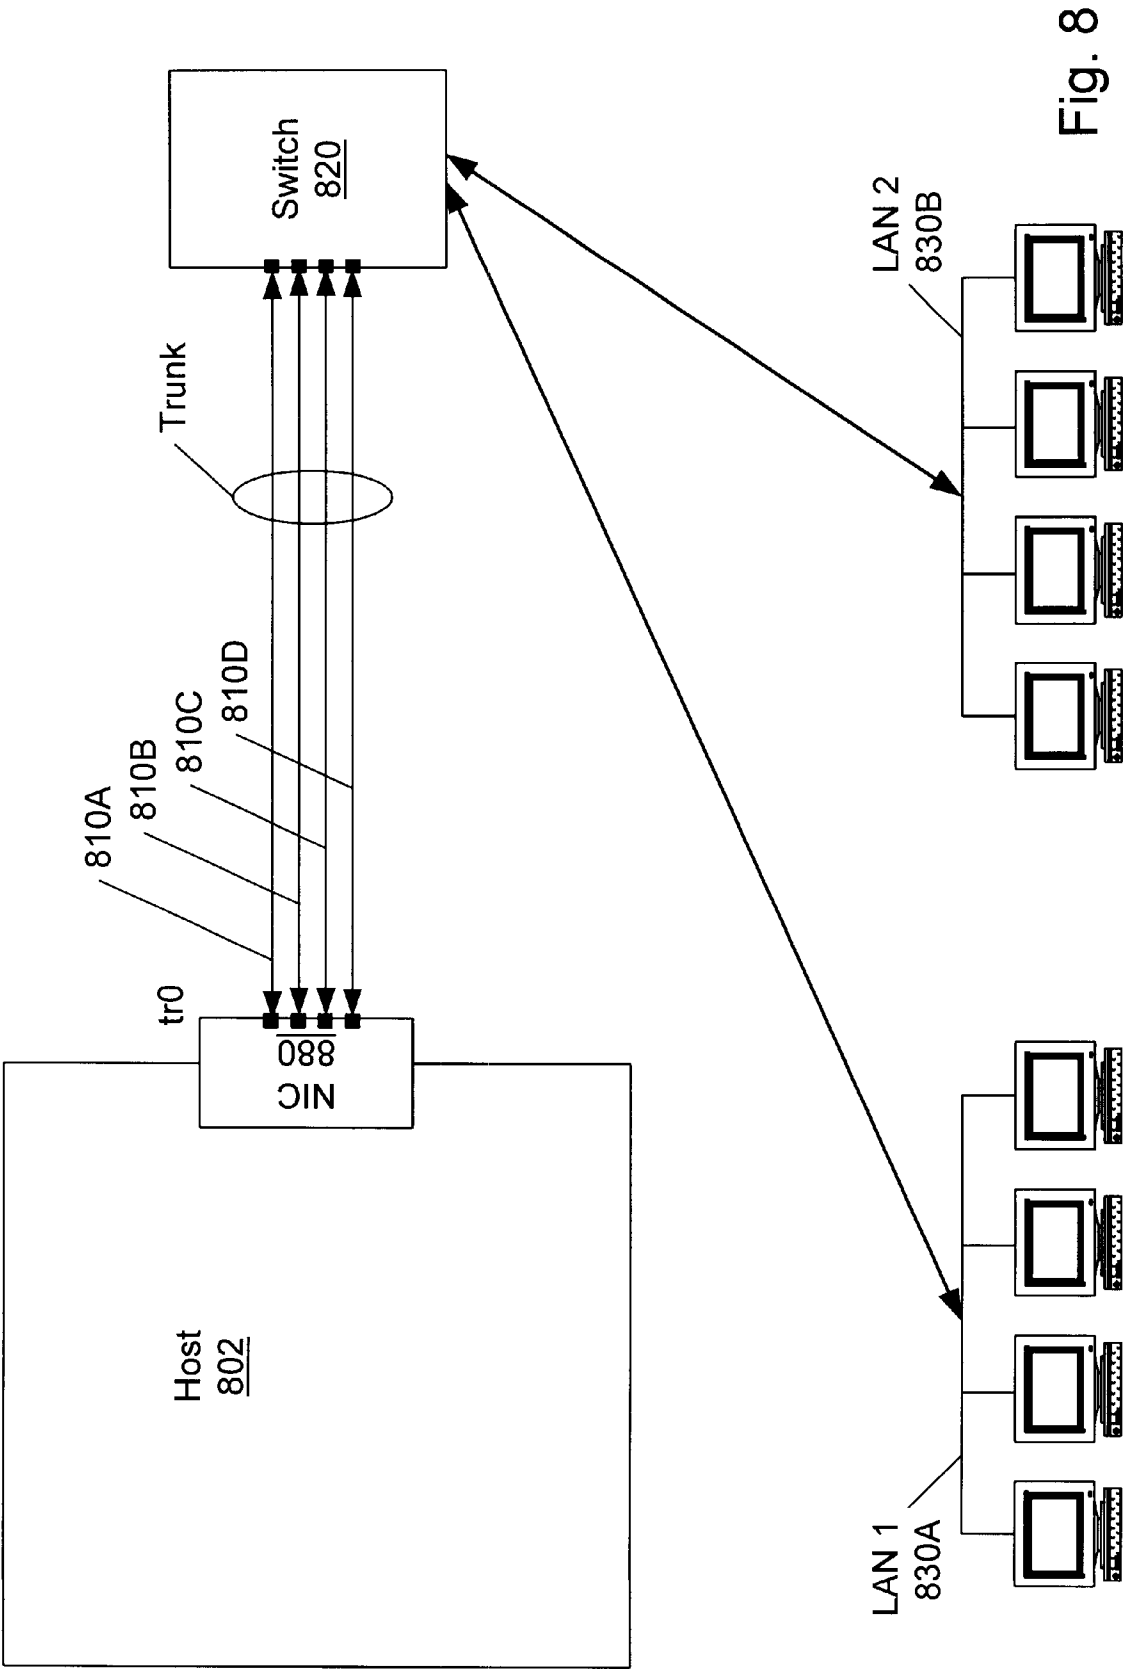 Host
802
NIC
880
tr0
810A
810B
810C
810D
Trunk
Switch
820
LAN 1
830A
LAN 2
830B
Fig. 8